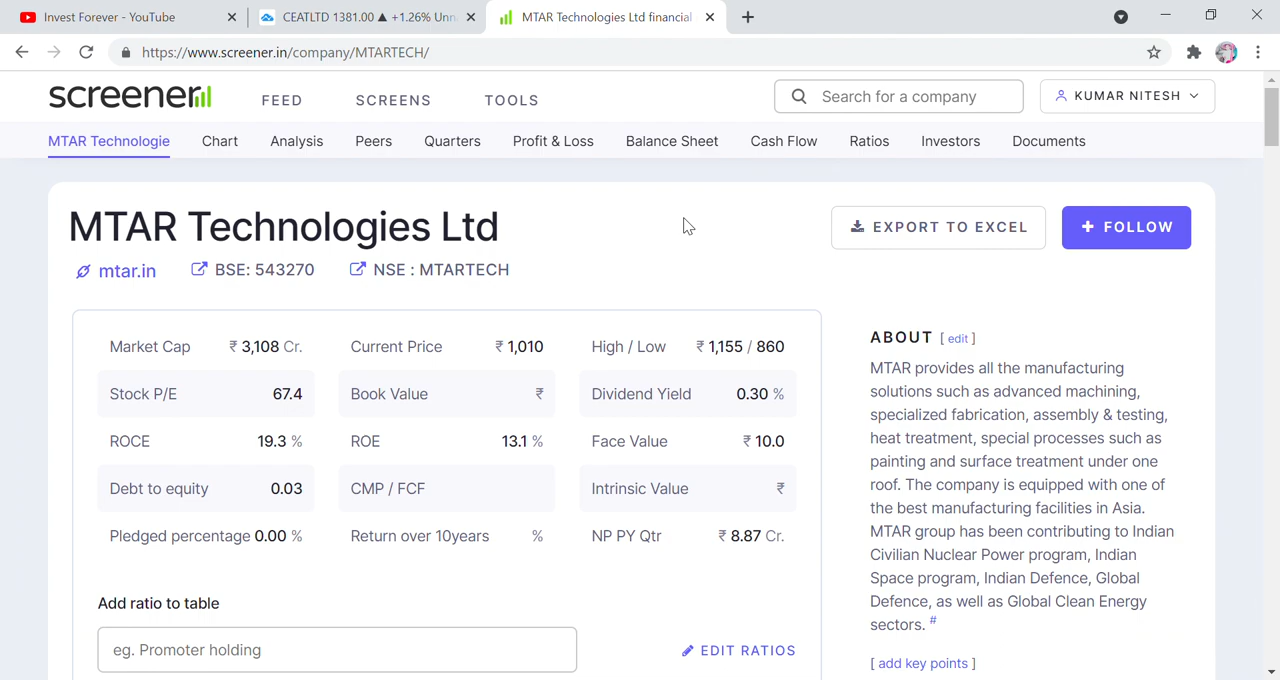 Invest Forever - YouTube
CEATLTD 1381.00 ▲ +1.26% Unn
MTAR Technologies Ltd financial
https://www.screener.in/company/MTARTECH/
screener
FEED
SCREENS
TOOLS
Search for a company
KUMAR NITESH
MTAR Technologie
Chart
Analysis
Peers
Quarters
Profit & Loss
Balance Sheet
Cash Flow
Ratios
Investors
Documents
MTAR Technologies Ltd
EXPORT TO EXCEL
+ FOLLOW
mtar.in
BSE: 543270
NSE : MTARTECH
Market Cap ₹ 3,108 Cr.
Current Price ₹ 1,010
High / Low ₹ 1,155 / 860
Stock P/E 67.4
Book Value ₹
Dividend Yield 0.30 %
ROCE 19.3 %
ROE 13.1 %
Face Value ₹ 10.0
Debt to equity 0.03
CMP / FCF
Intrinsic Value ₹
Pledged percentage 0.00 %
Return over 10years %
NP PY Qtr ₹ 8.87 Cr.
Add ratio to table
eg. Promoter holding
EDIT RATIOS
ABOUT [ edit ]
MTAR provides all the manufacturing
solutions such as advanced machining,
specialized fabrication, assembly & testing,
heat treatment, special processes such as
painting and surface treatment under one
roof. The company is equipped with one of
the best manufacturing facilities in Asia.
MTAR group has been contributing to Indian
Civilian Nuclear Power program, Indian
Space program, Indian Defence, Global
Defence, as well as Global Clean Energy
sectors. #
[ add key points ]